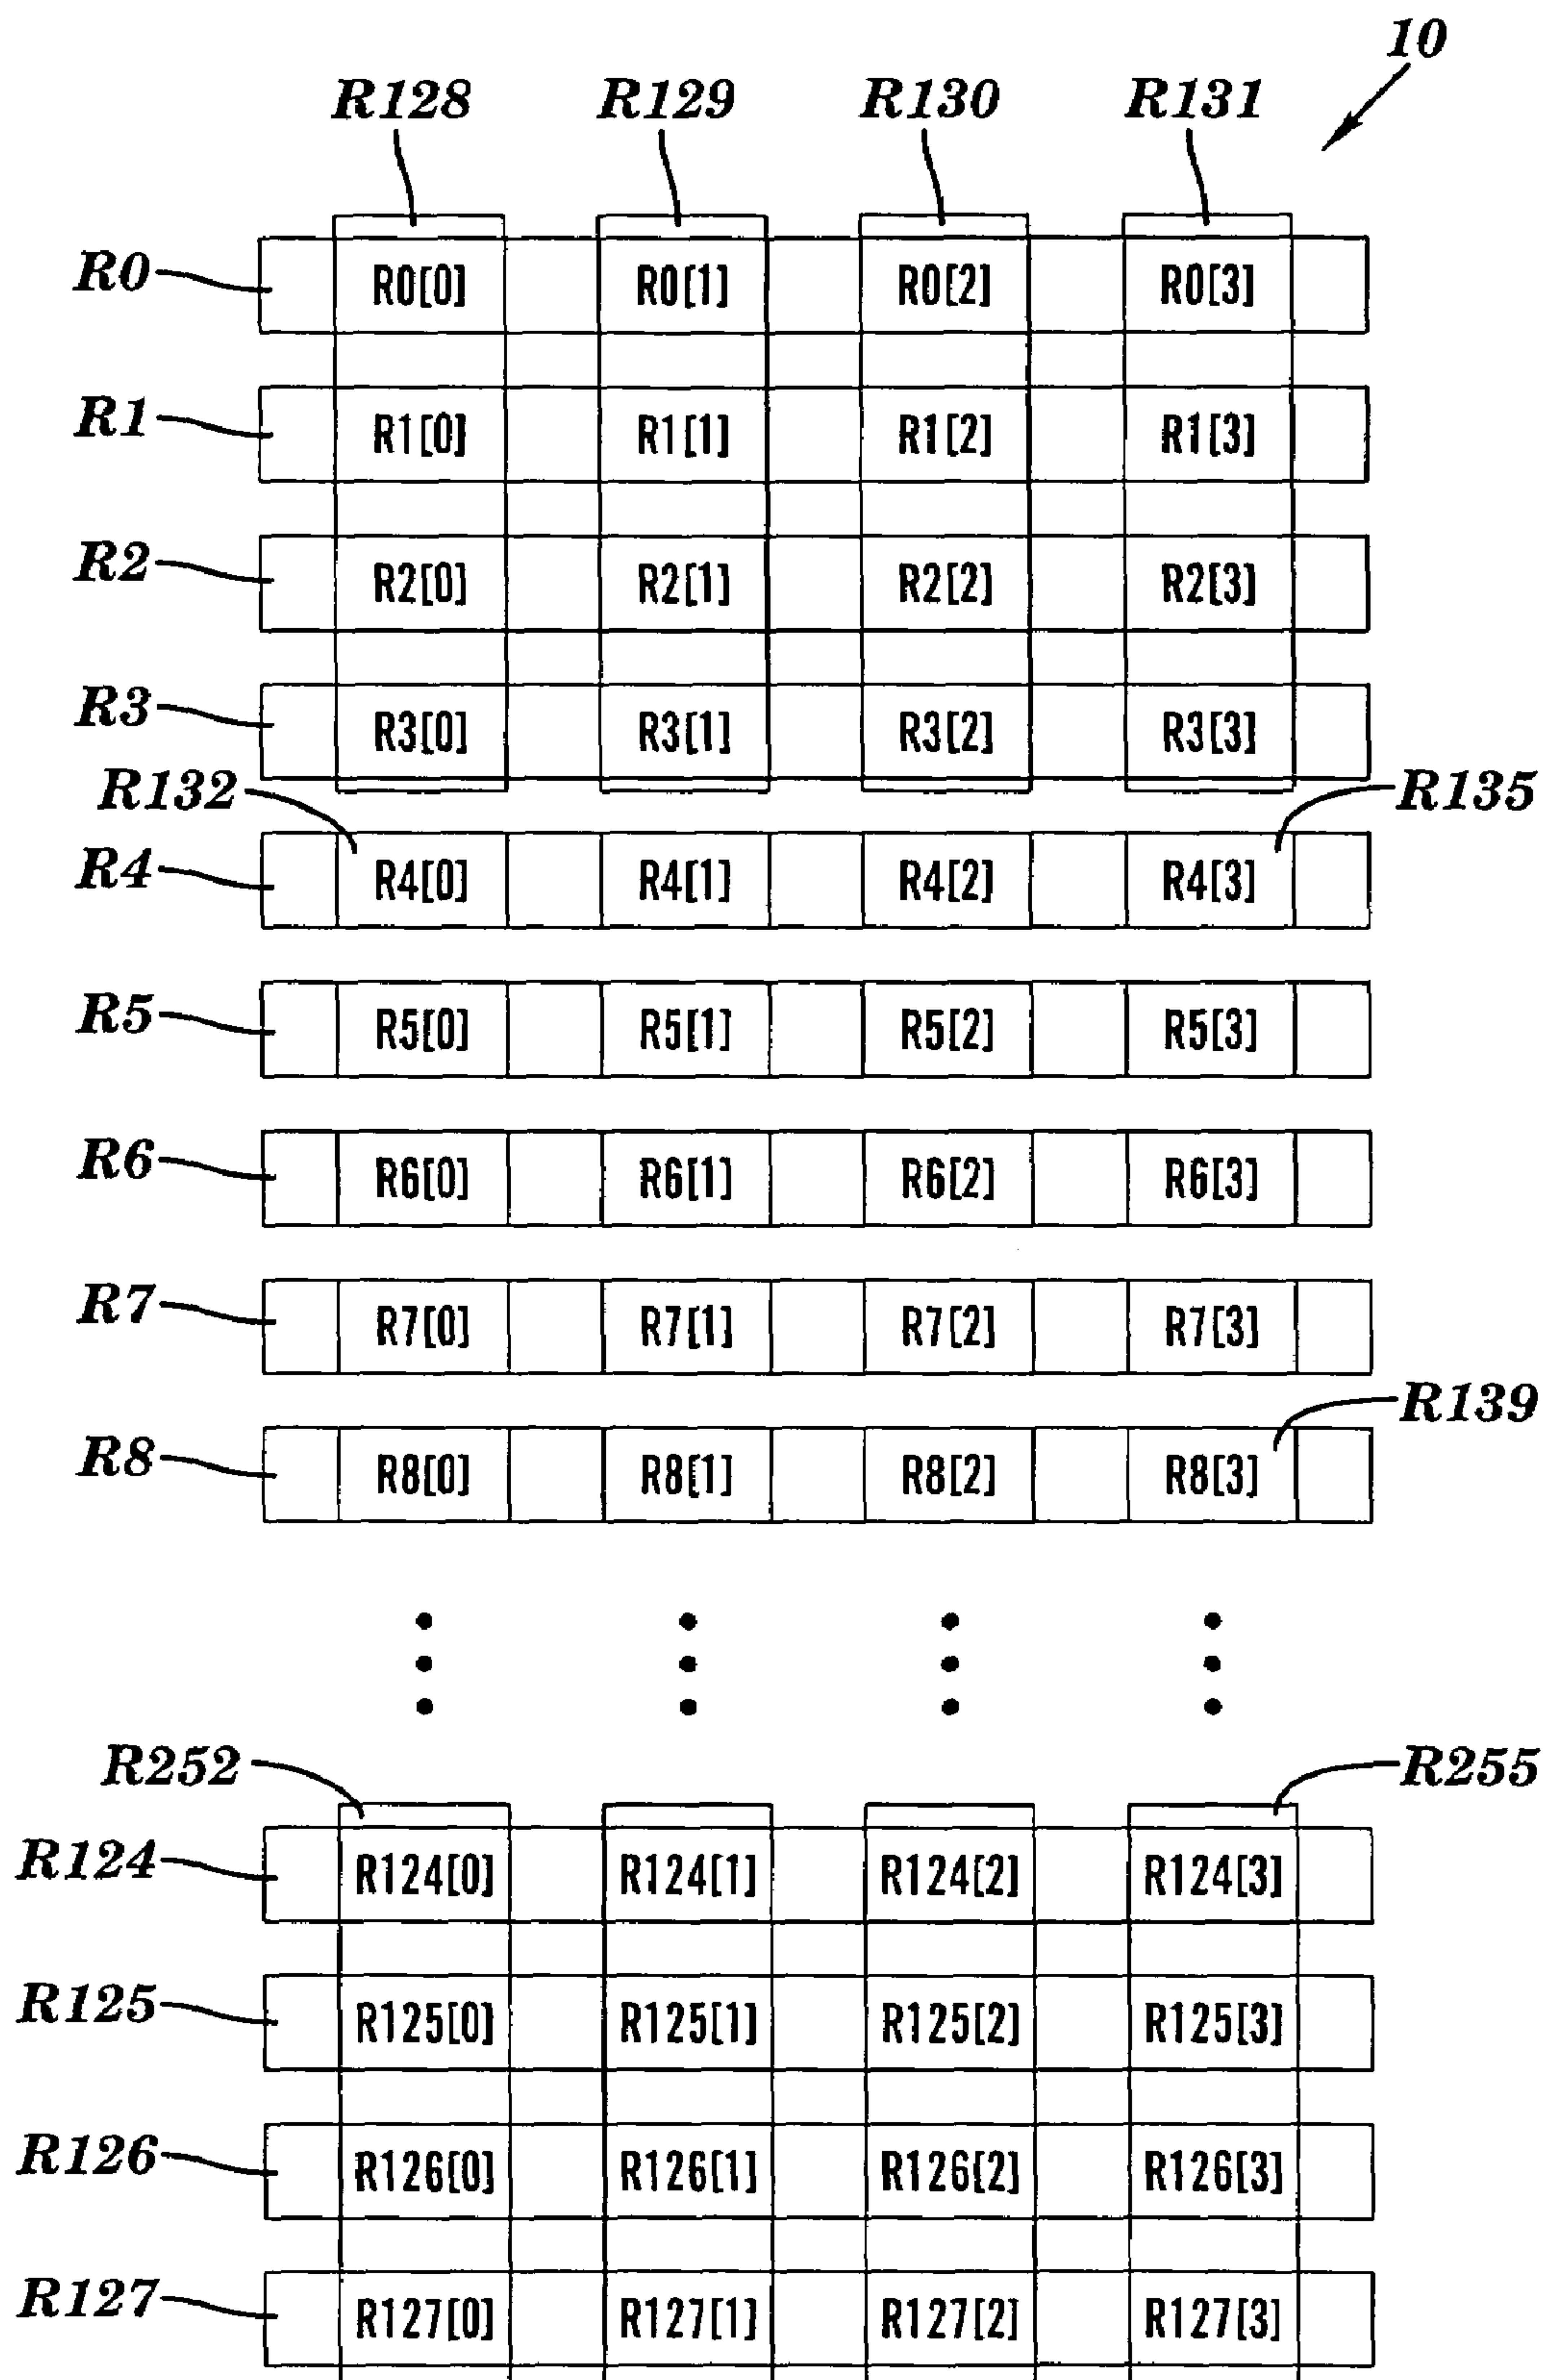 10
R128 R129 R130 R131
R0 R0[0] R0[1] R0[2] R0[3]
R1 R1[0] R1[1] R1[2] R1[3]
R2 R2[0] R2[1] R2[2] R2[3]
R3 R3[0] R3[1] R3[2] R3[3]
R132 R135
R4 R4[0] R4[1] R4[2] R4[3]
R5 R5[0] R5[1] R5[2] R5[3]
R6 R6[0] R6[1] R6[2] R6[3]
R7 R7[0] R7[1] R7[2] R7[3]
R139
R8 R8[0] R8[1] R8[2] R8[3]
R252 R255
R124 R124[0] R124[1] R124[2] R124[3]
R125 R125[0] R125[1] R125[2] R125[3]
R126 R126[0] R126[1] R126[2] R126[3]
R127 R127[0] R127[1] R127[2] R127[3]